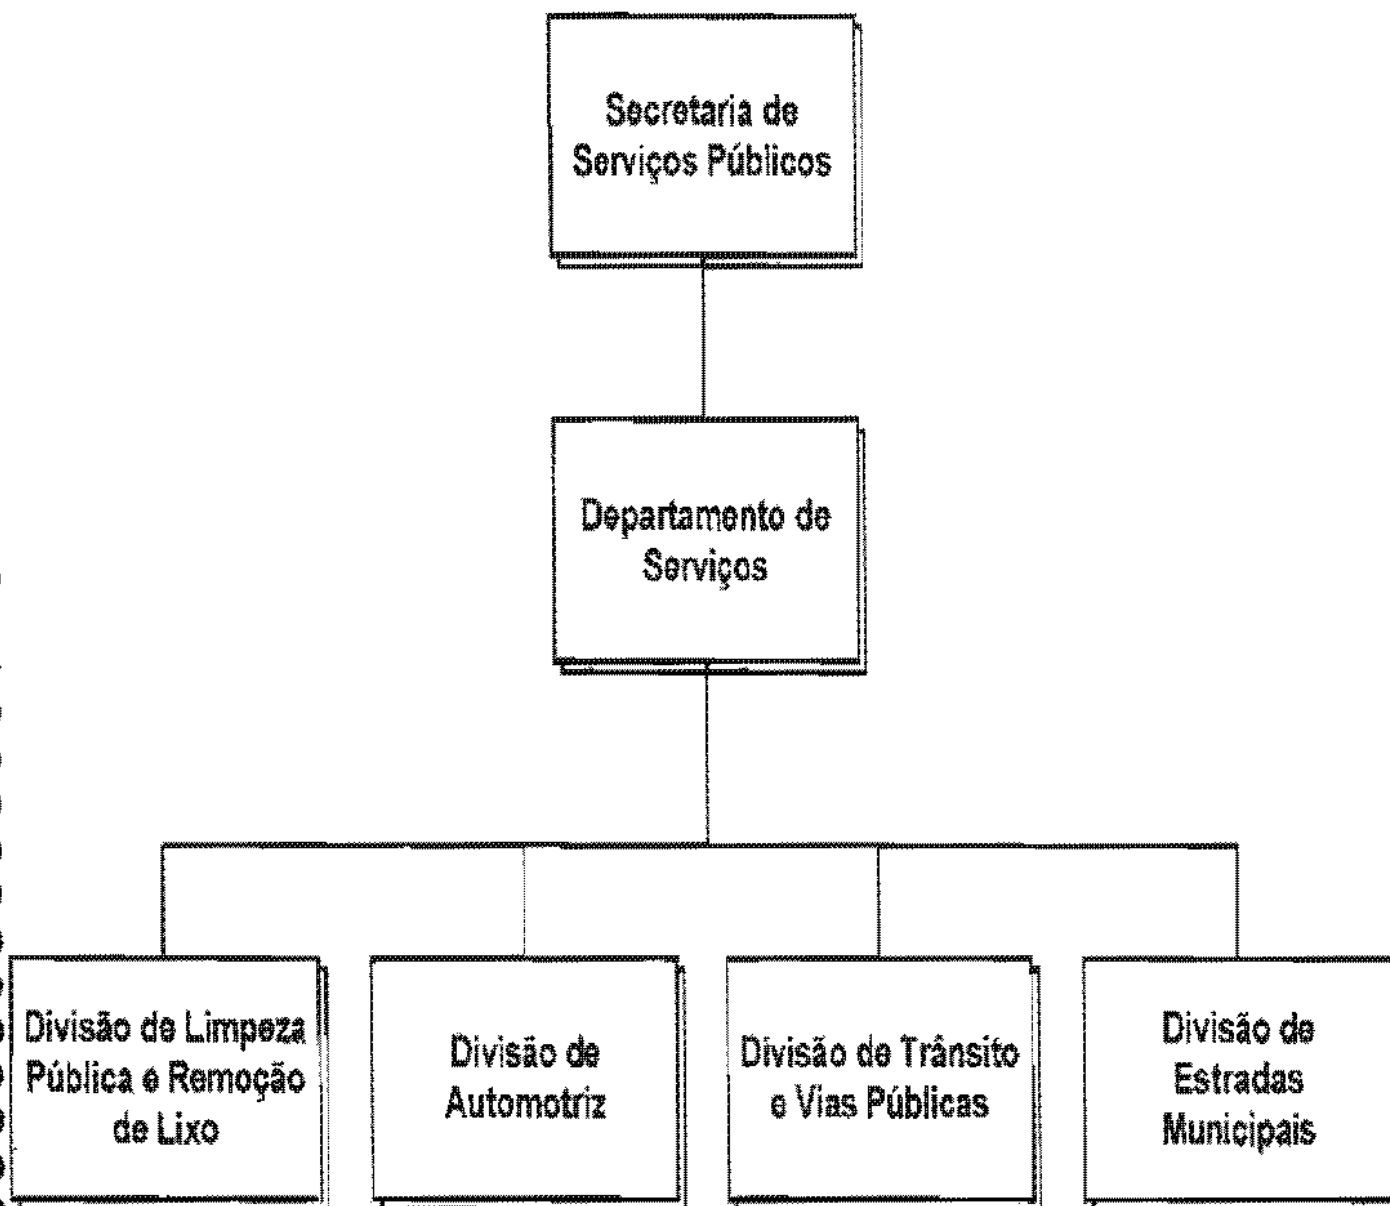 Secretaria de
Serviços Públicos
Departamento de
Serviços
Divisão de Limpeza
Pública e Remoção
de Lixo
Divisão de
Automotriz
Divisão de Trânsito
e Vias Públicas
Divisão de
Estradas
Municipais